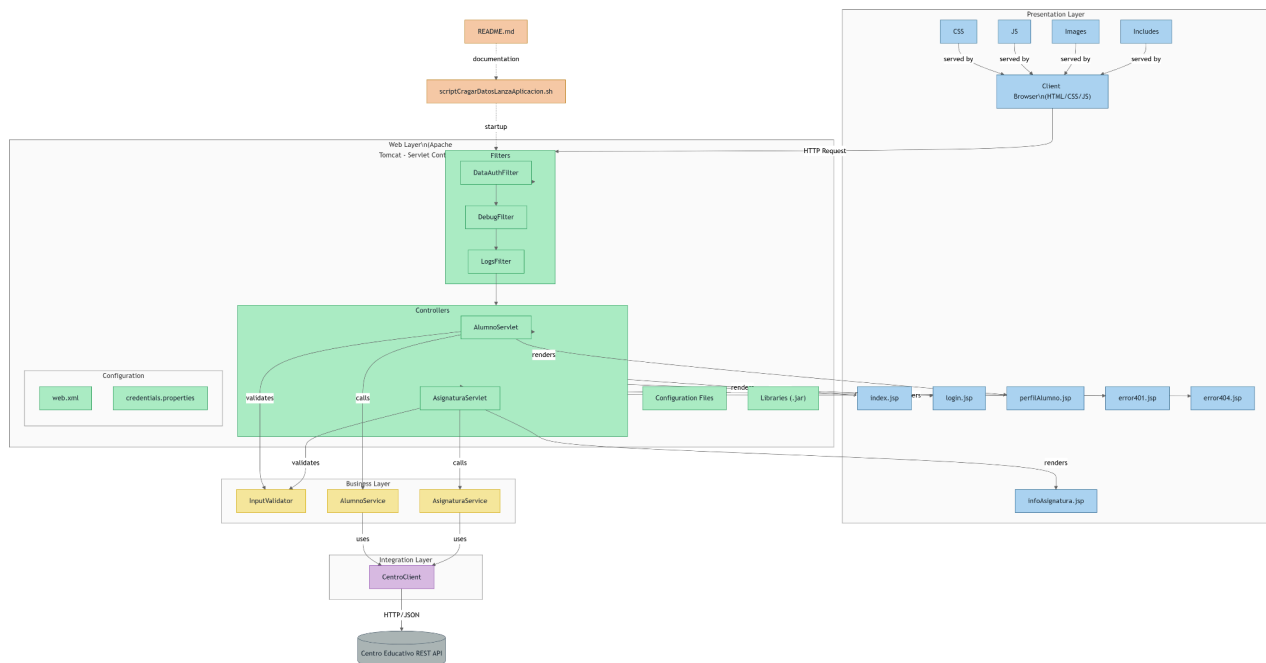 Presentation Layer
README.md
CSS
JS
Images
Includes
documentation
served by
served by
served by
served by
scriptCragarDatosLanzaAplicacion.sh
Client
Browser\n(HTML/CSS/JS)
startup
Web Layer\n(Apache
Tomcat - Servlet Cont
HTTP Request
Filters
DataAuthFilter
DebugFilter
LogsFilter
Controllers
AlumnoServlet
renders
Configuration
web.xml
credentials.properties
validates
calls
AsignaturaServlet
Configuration Files
renders
Libraries (.jar)
index.jsp
login.jsp
perfilAlumno.jsp
error401.jsp
error404.jsp
validates
calls
renders
Business Layer
InputValidator
AlumnoService
AsignaturaService
infoAsignatura.jsp
uses
uses
Integration Layer
CentroClient
HTTP/JSON
Centro Educativo REST API